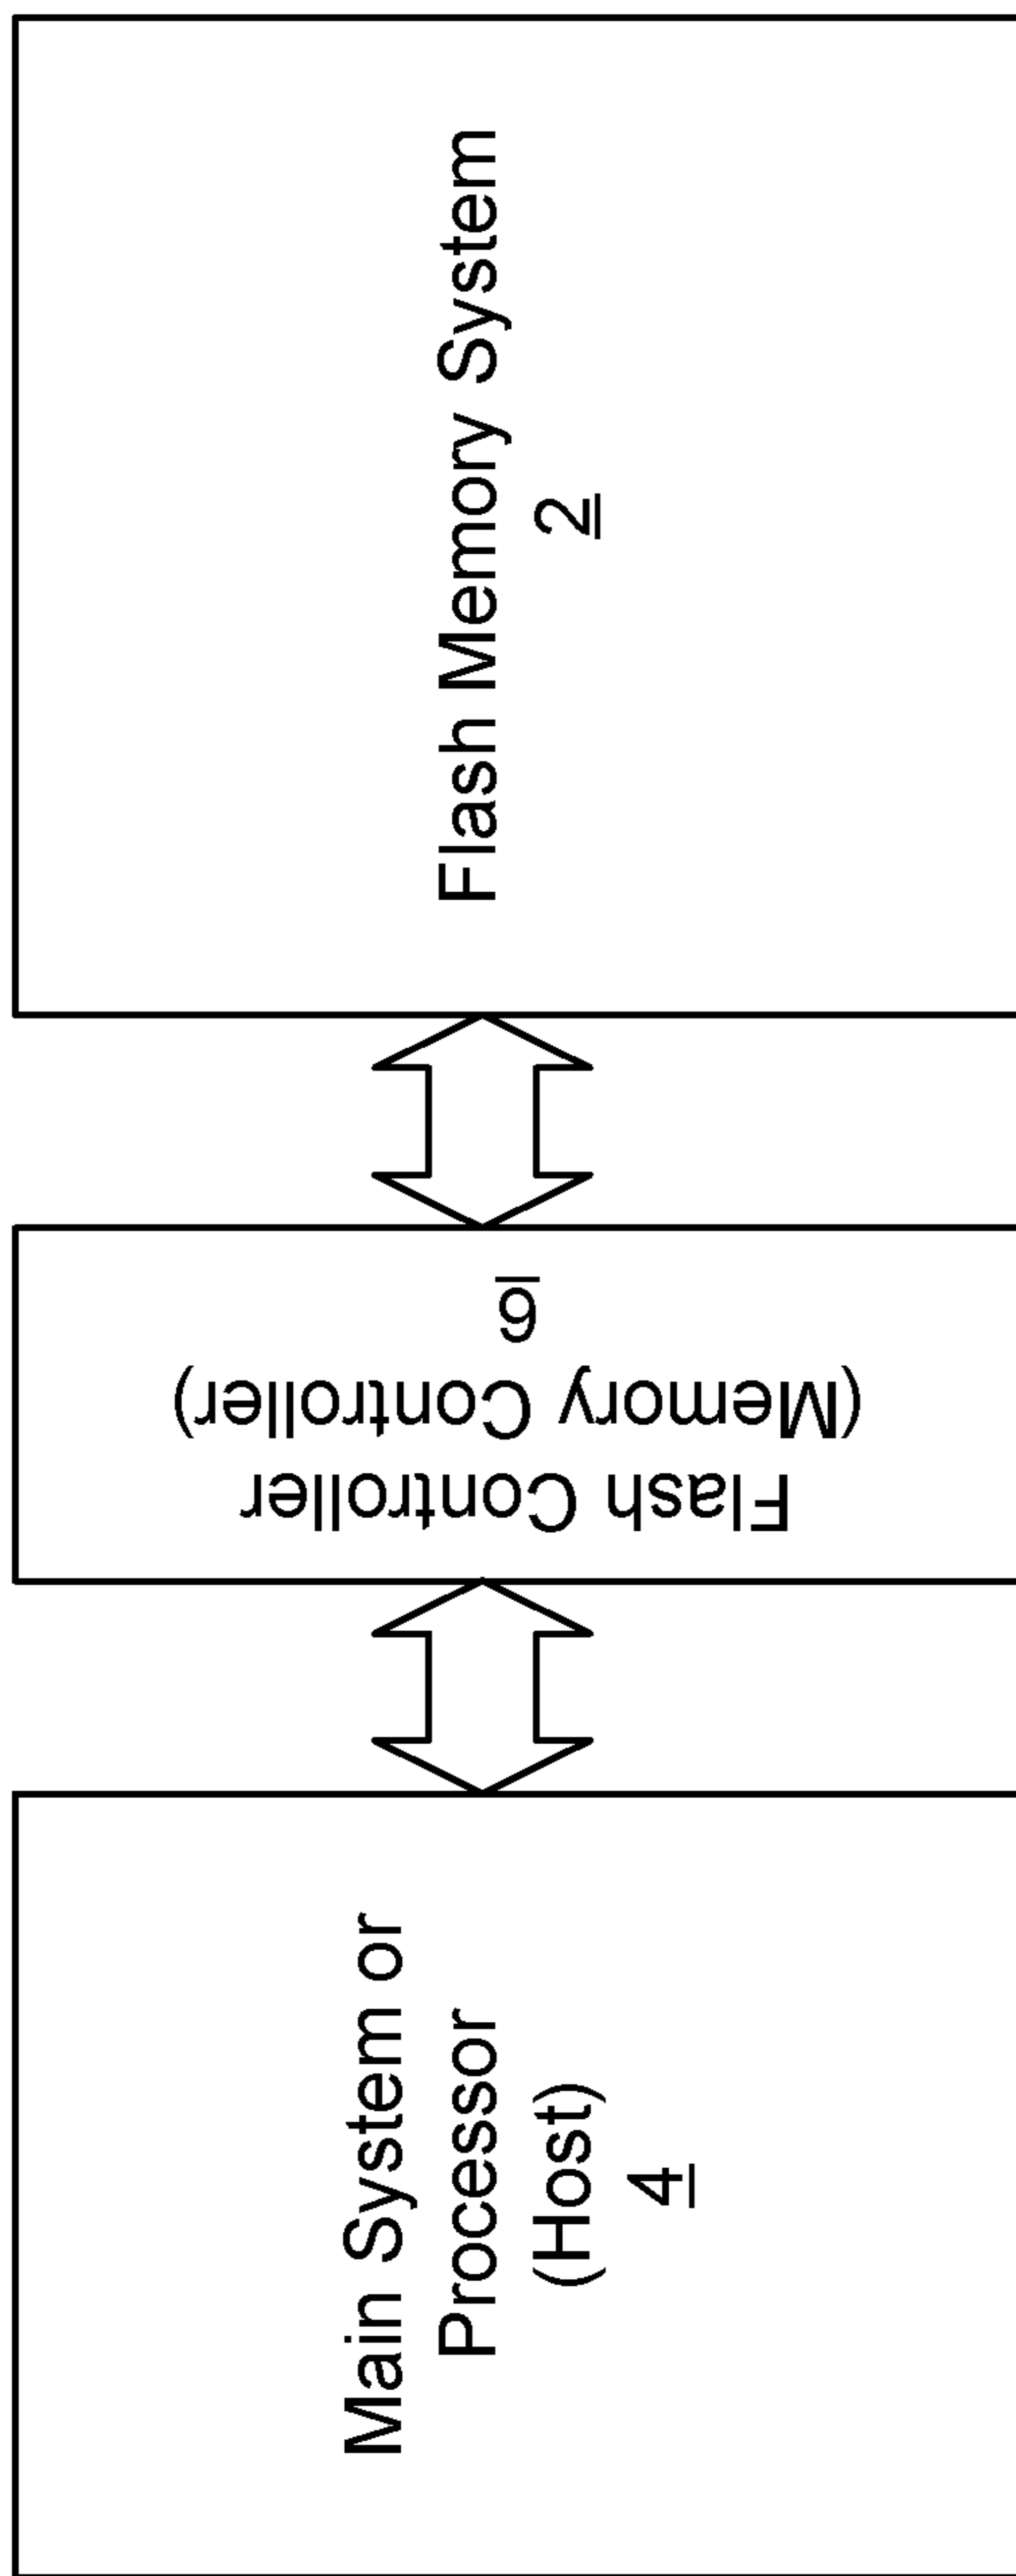 Main System or
Processor
(Host)
4
Flash Controller
(Memory Controller)
6
Flash Memory System
2